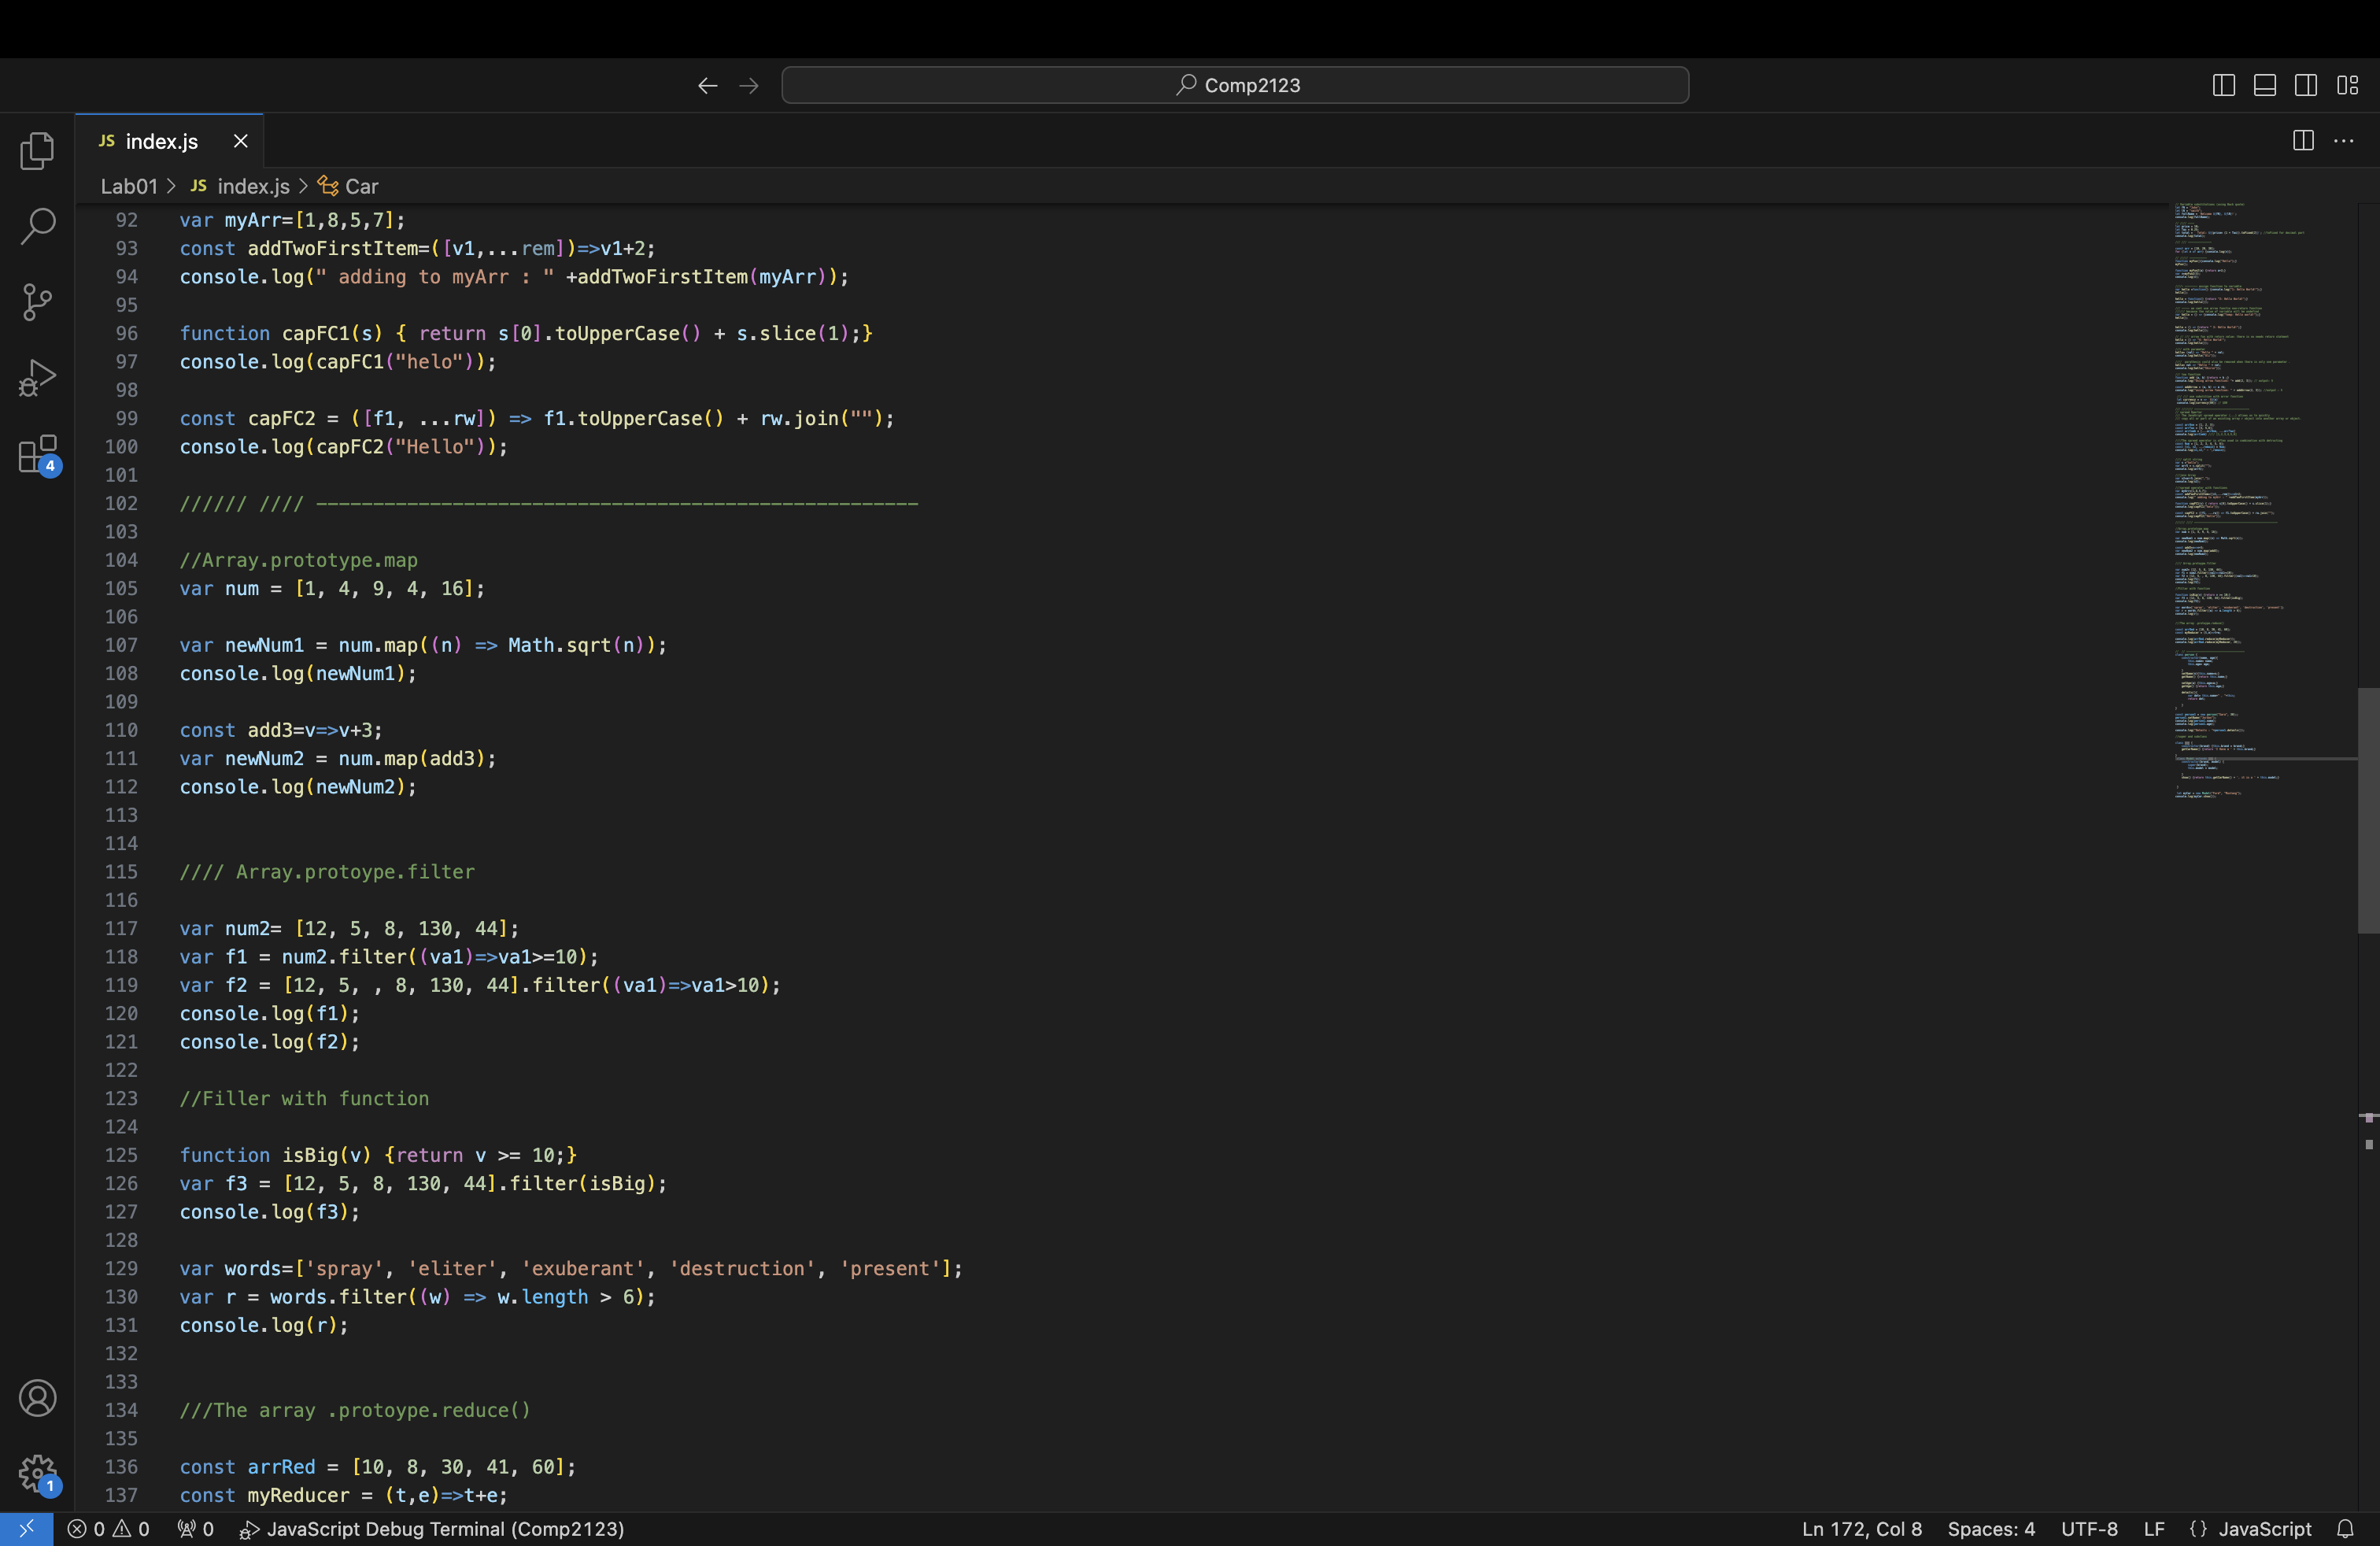 Comp2123
JS index.js
Lab01 > JS index.js > Car
92 var myArr=[1,8,5,7];
93 const addTwoFirstItem=([v1,...rem])=>v1+2;
94 console.log(" adding to myArr : " +addTwoFirstItem(myArr));
95
96 function capFC1(s) { return s[0].toUpperCase() + s.slice(1);}
97 console.log(capFC1("helo"));
98
99 const capFC2 = ([f1, ...rw]) => f1.toUpperCase() + rw.join("");
100 console.log(capFC2("Hello"));
101
102 ////// //// —————————————————————————————————————————————————————
103
104 //Array.prototype.map
105 var num = [1, 4, 9, 4, 16];
106
107 var newNum1 = num.map((n) => Math.sqrt(n));
108 console.log(newNum1);
109
110 const add3=v=>v+3;
111 var newNum2 = num.map(add3);
112 console.log(newNum2);
113
114
115 //// Array.protoype.filter
116
117 var num2= [12, 5, 8, 130, 44];
118 var f1 = num2.filter((va1)=>va1>=10);
119 var f2 = [12, 5, , 8, 130, 44].filter((va1)=>va1>10);
120 console.log(f1);
121 console.log(f2);
122
123 //Filler with function
124
125 function isBig(v) {return v >= 10;}
126 var f3 = [12, 5, 8, 130, 44].filter(isBig);
127 console.log(f3);
128
129 var words=['spray', 'eliter', 'exuberant', 'destruction', 'present'];
130 var r = words.filter((w) => w.length > 6);
131 console.log(r);
132
133
134 ///The array .protoype.reduce()
135
136 const arrRed = [10, 8, 30, 41, 60];
137 const myReducer = (t,e)=>t+e;
4
1
0 0 0 JavaScript Debug Terminal (Comp2123) Ln 172, Col 8 Spaces: 4 UTF-8 LF {} JavaScript